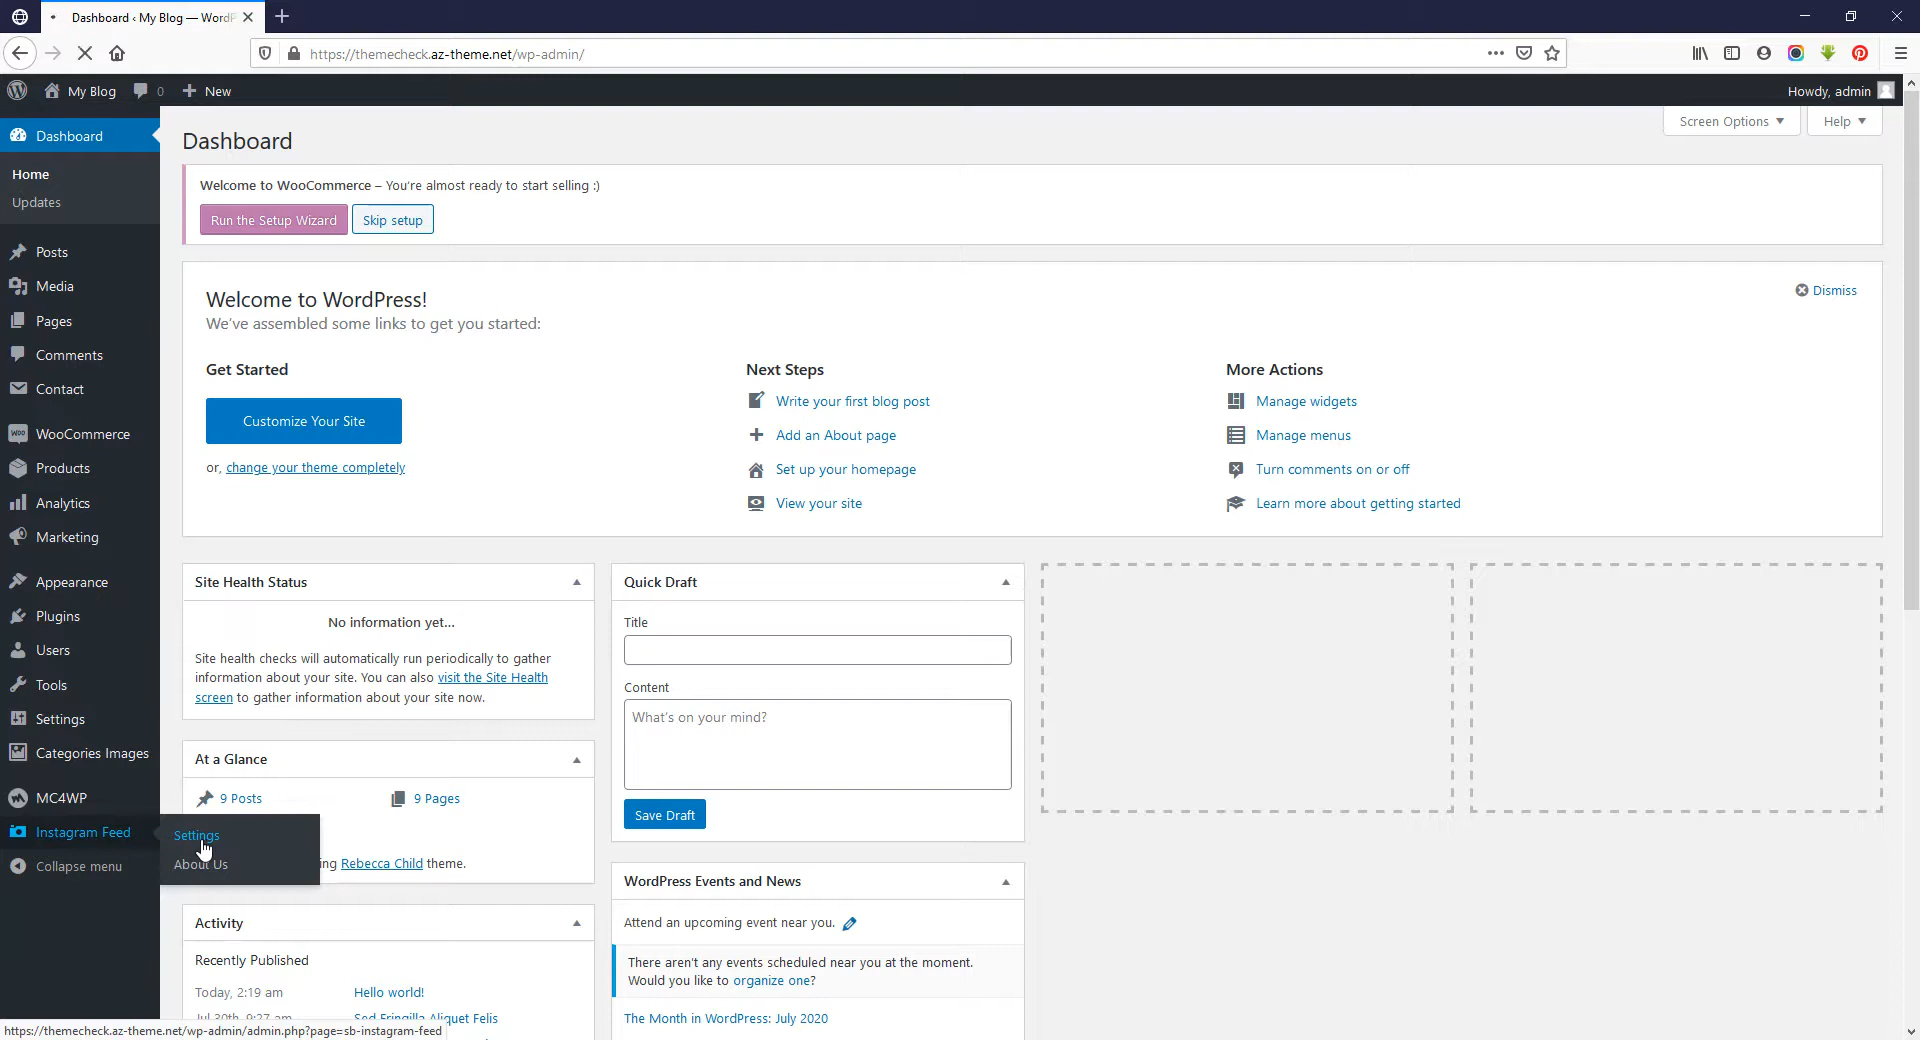 Dashboard ‹ My Blog — WordP
https://themecheck.az-theme.net/wp-admin/
My Blog
0
New
Howdy, admin
Dashboard
Home
Updates
Posts
Media
Pages
Comments
Contact
WooCommerce
Products
Analytics
Marketing
Appearance
Plugins
Users
Tools
Settings
Categories Images
MC4WP
Instagram Feed
Settings
About Us
Collapse menu
Dashboard
Screen Options
Help
Welcome to WooCommerce – You're almost ready to start selling :)
Run the Setup Wizard
Skip setup
Welcome to WordPress!
We've assembled some links to get you started:
Dismiss
Get Started
Customize Your Site
or, change your theme completely
Next Steps
Write your first blog post
Add an About page
Set up your homepage
View your site
More Actions
Manage widgets
Manage menus
Turn comments on or off
Learn more about getting started
Site Health Status
No information yet...
Site health checks will automatically run periodically to gather
information about your site. You can also visit the Site Health
screen to gather information about your site now.
At a Glance
9 Posts
9 Pages
ing Rebecca Child theme.
Activity
Recently Published
Today, 2:19 am
Hello world!
Jul 30th, 9:27 am
Sed Fringilla Aliquet Felis
Quick Draft
Title
Content
What's on your mind?
Save Draft
WordPress Events and News
Attend an upcoming event near you.
There aren't any events scheduled near you at the moment.
Would you like to organize one?
The Month in WordPress: July 2020
https://themecheck.az-theme.net/wp-admin/admin.php?page=sb-instagram-feed